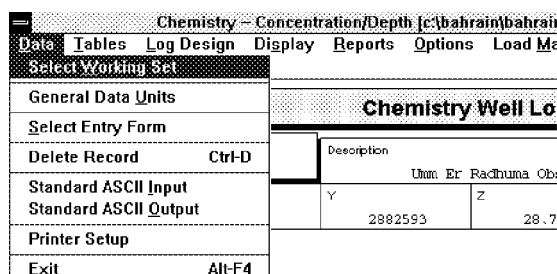 Chemistry – Concentration/Depth [c:\bahrain\bahrain
Data Tables Log Design Display Reports Options Load Ma
Select Working Set
General Data Units
Select Entry Form
Delete Record Ctrl-D
Standard ASCII Input
Standard ASCII Output
Printer Setup
Exit Alt-F4
Chemistry Well Lo
Description
Umm Er Radhuma Obs
Y Z
2882593 28.7